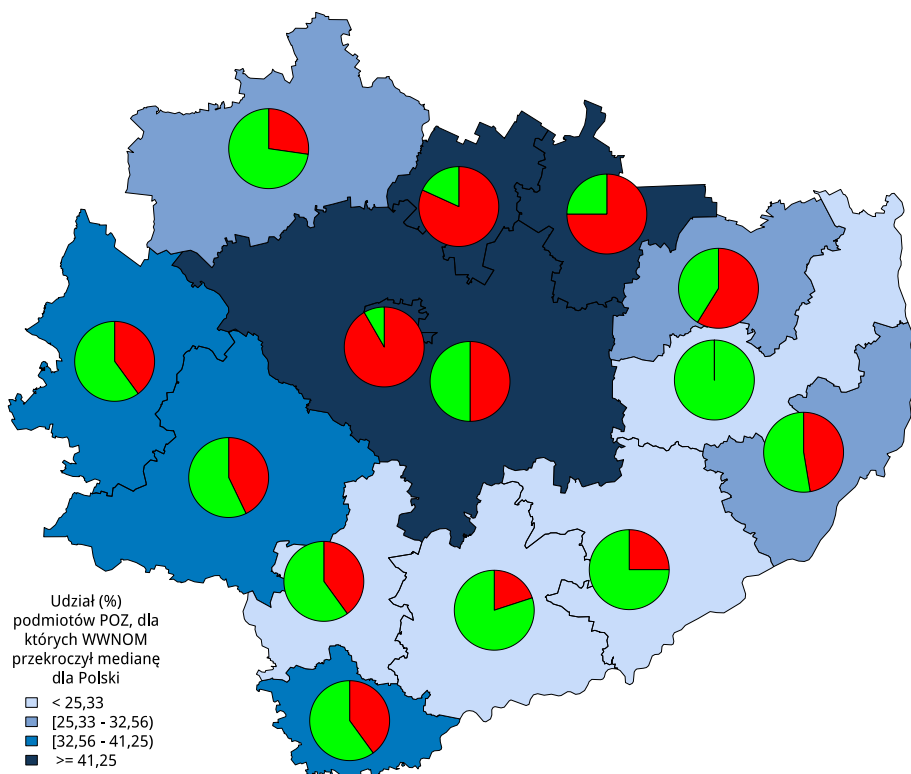 Udział (%)
podmiotów POZ, dla
których WWNOM
przekroczył medianę
dla Polski
< 25,33
[25,33 - 32,56)
[32,56 - 41,25)
>= 41,25